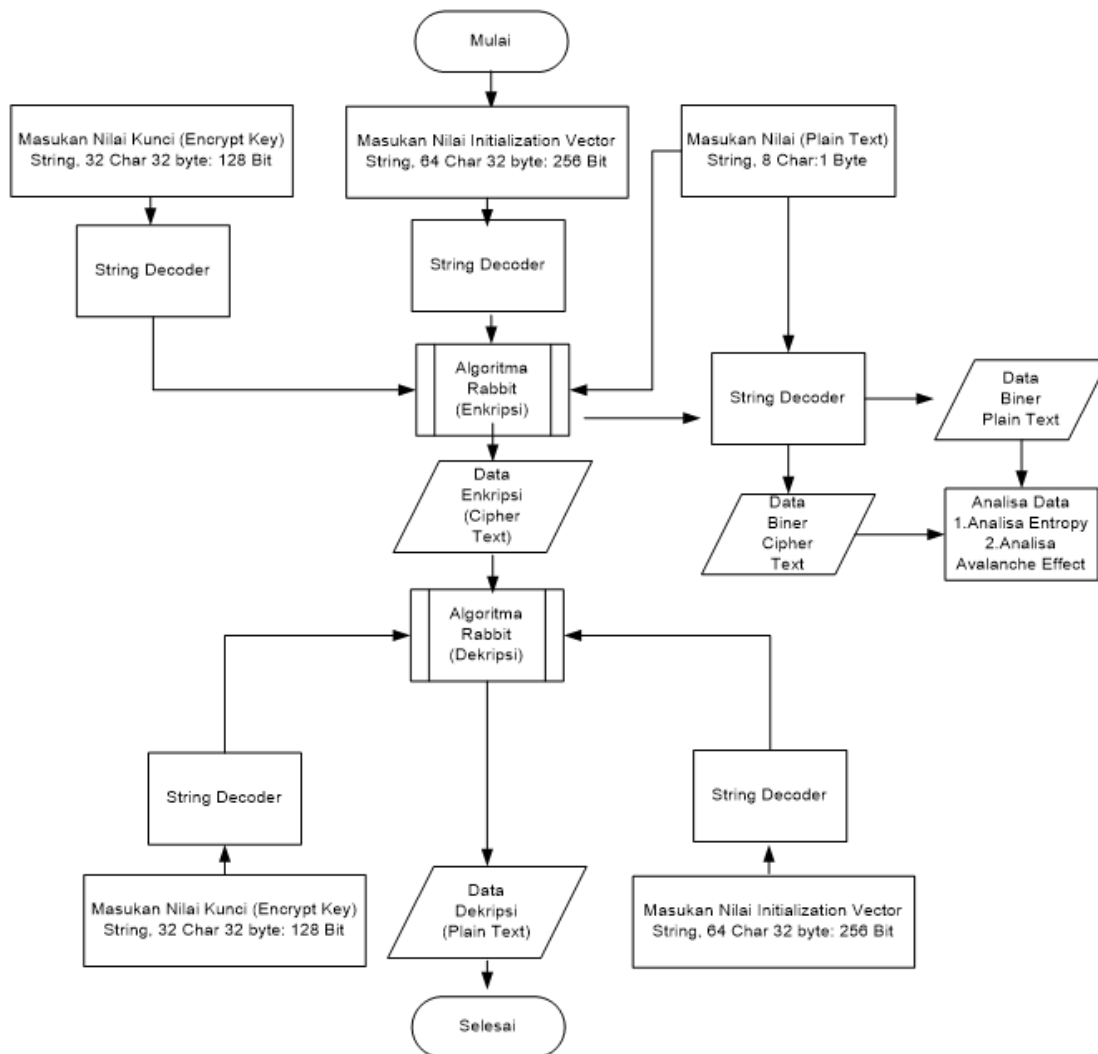 Mulai
Masukan Nilai Kunci (Encrypt Key)
String, 32 Char 32 byte: 128 Bit
Masukan Nilai Initialization Vector
String, 64 Char 32 byte: 256 Bit
Masukan Nilai (Plain Text)
String, 8 Char:1 Byte
String Decoder
String Decoder
Algoritma
Rabbit
(Enkripsi)
String Decoder
Data
Biner
Plain Text
Data
Enkripsi
(Cipher
Text)
Data
Biner
Cipher
Text
Analisa Data
1.Analisa Entropy
2.Analisa
Avalanche Effect
Algoritma
Rabbit
(Dekripsi)
String Decoder
String Decoder
Masukan Nilai Kunci (Encrypt Key)
String, 32 Char 32 byte: 128 Bit
Data
Dekripsi
(Plain Text)
Masukan Nilai Initialization Vector
String, 64 Char 32 byte: 256 Bit
Selesai